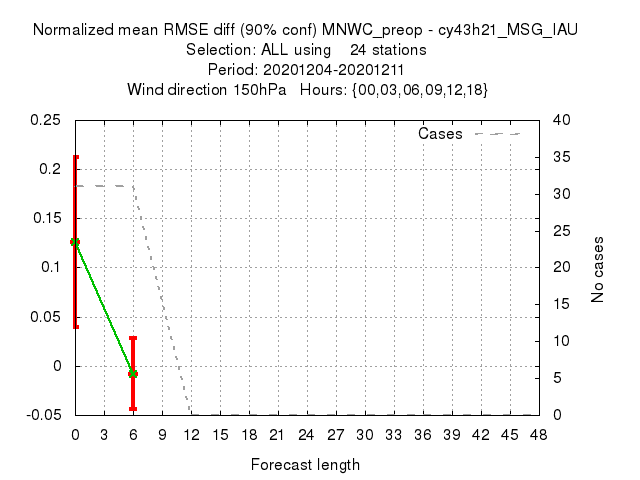 Normalized mean RMSE diff (90% conf) MNWC_preop - cy43h21_MSG_IAU
Selection: ALL using 24 stations
Period: 20201204-20201211
Wind direction 150hPa Hours: {00,03,06,09,12,18}
Cases
0.25
0.2
0.15
0.1
0.05
0
-0.05
40
35
30
25
20
15
10
5
0
No cases
0 3 6 9 12 15 18 21 24 27 30 33 36 39 42 45 48
Forecast length